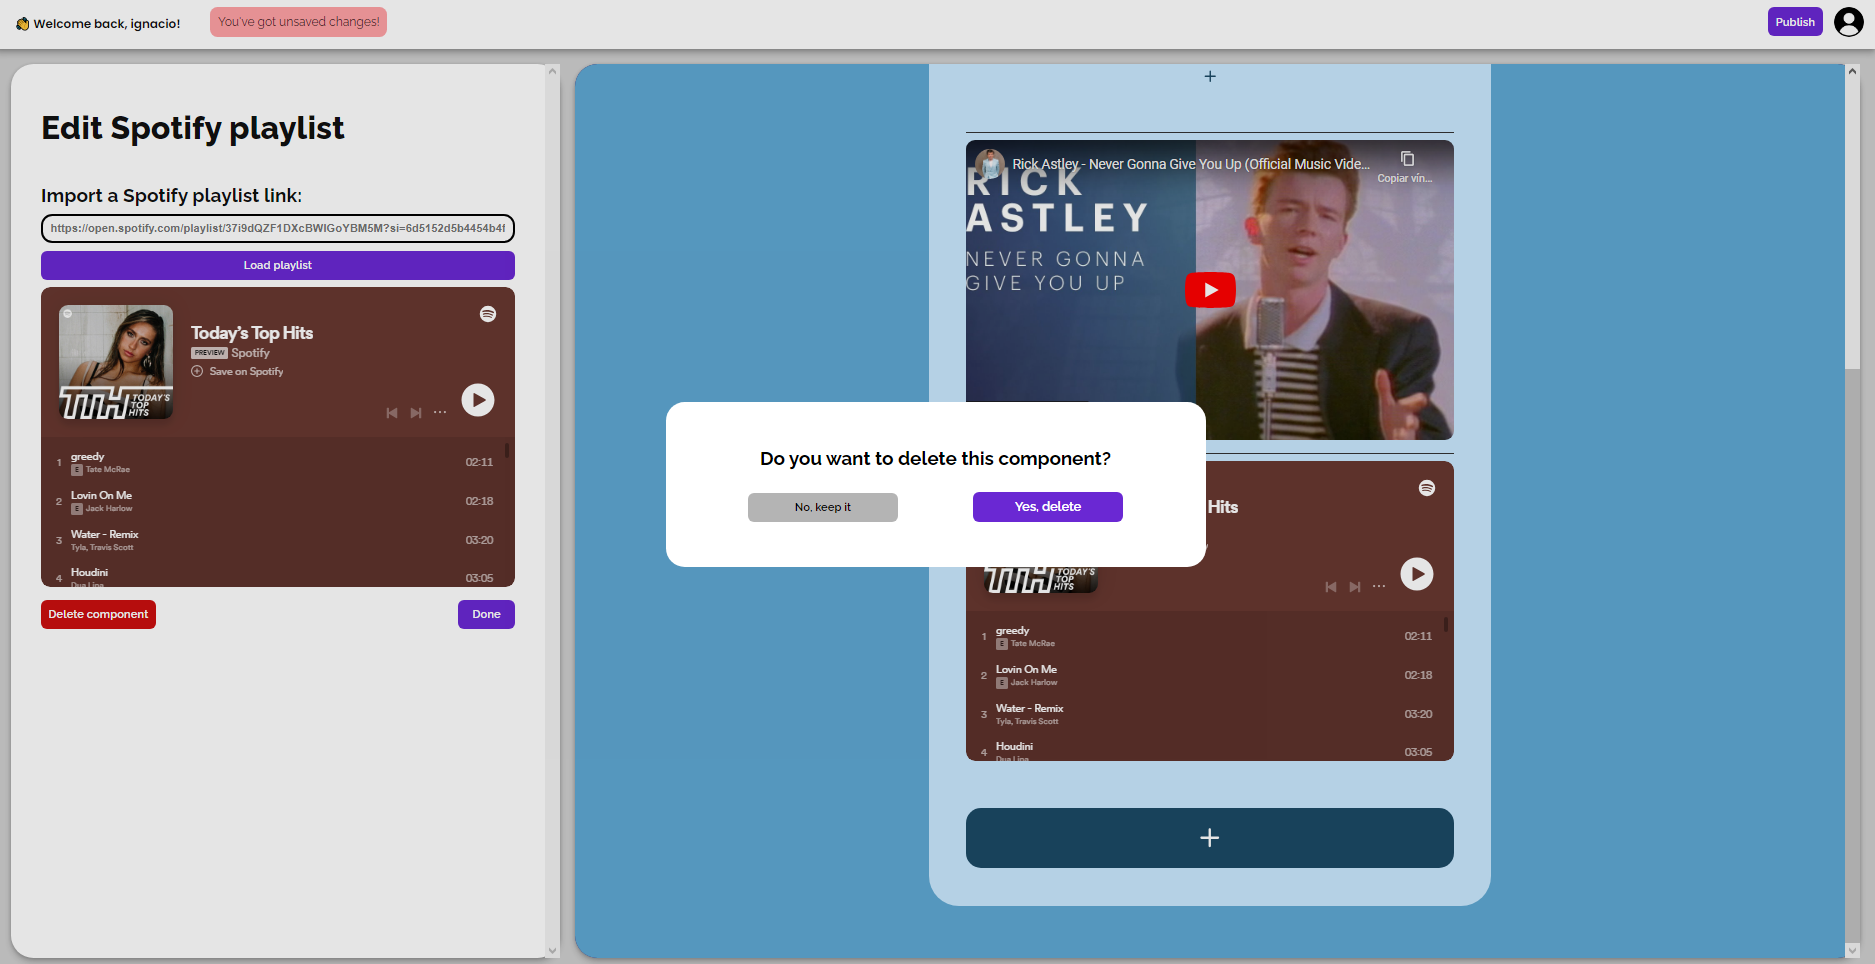 👋 Welcome back, ignacio!
You've got unsaved changes!
Publish
Edit Spotify playlist
Import a Spotify playlist link:
https://open.spotify.com/playlist/37i9dQZF1DXcBWIGoYBM5M?si=6d5152d5b4454b4f
Load playlist
TODAY'S
TOP
HITS
Today's Top Hits
PREVIEW Spotify
Save on Spotify
1 greedy 02:11
E Tate McRae
2 Lovin On Me 02:18
E Jack Harlow
3 Water - Remix 03:20
Tyla, Travis Scott
4 Houdini 03:05
Dua Lipa
Delete component
Done
+
Rick Astley - Never Gonna Give You Up (Official Music Vide...
Copiar vín...
RICK
ASTLEY
NEVER GONNA
GIVE YOU UP
Do you want to delete this component?
No, keep it
Yes, delete
Hits
TODAY'S
TOP
HITS
1 greedy 02:11
E Tate McRae
2 Lovin On Me 02:18
E Jack Harlow
3 Water - Remix 03:20
Tyla, Travis Scott
4 Houdini 03:05
Dua Lipa
+